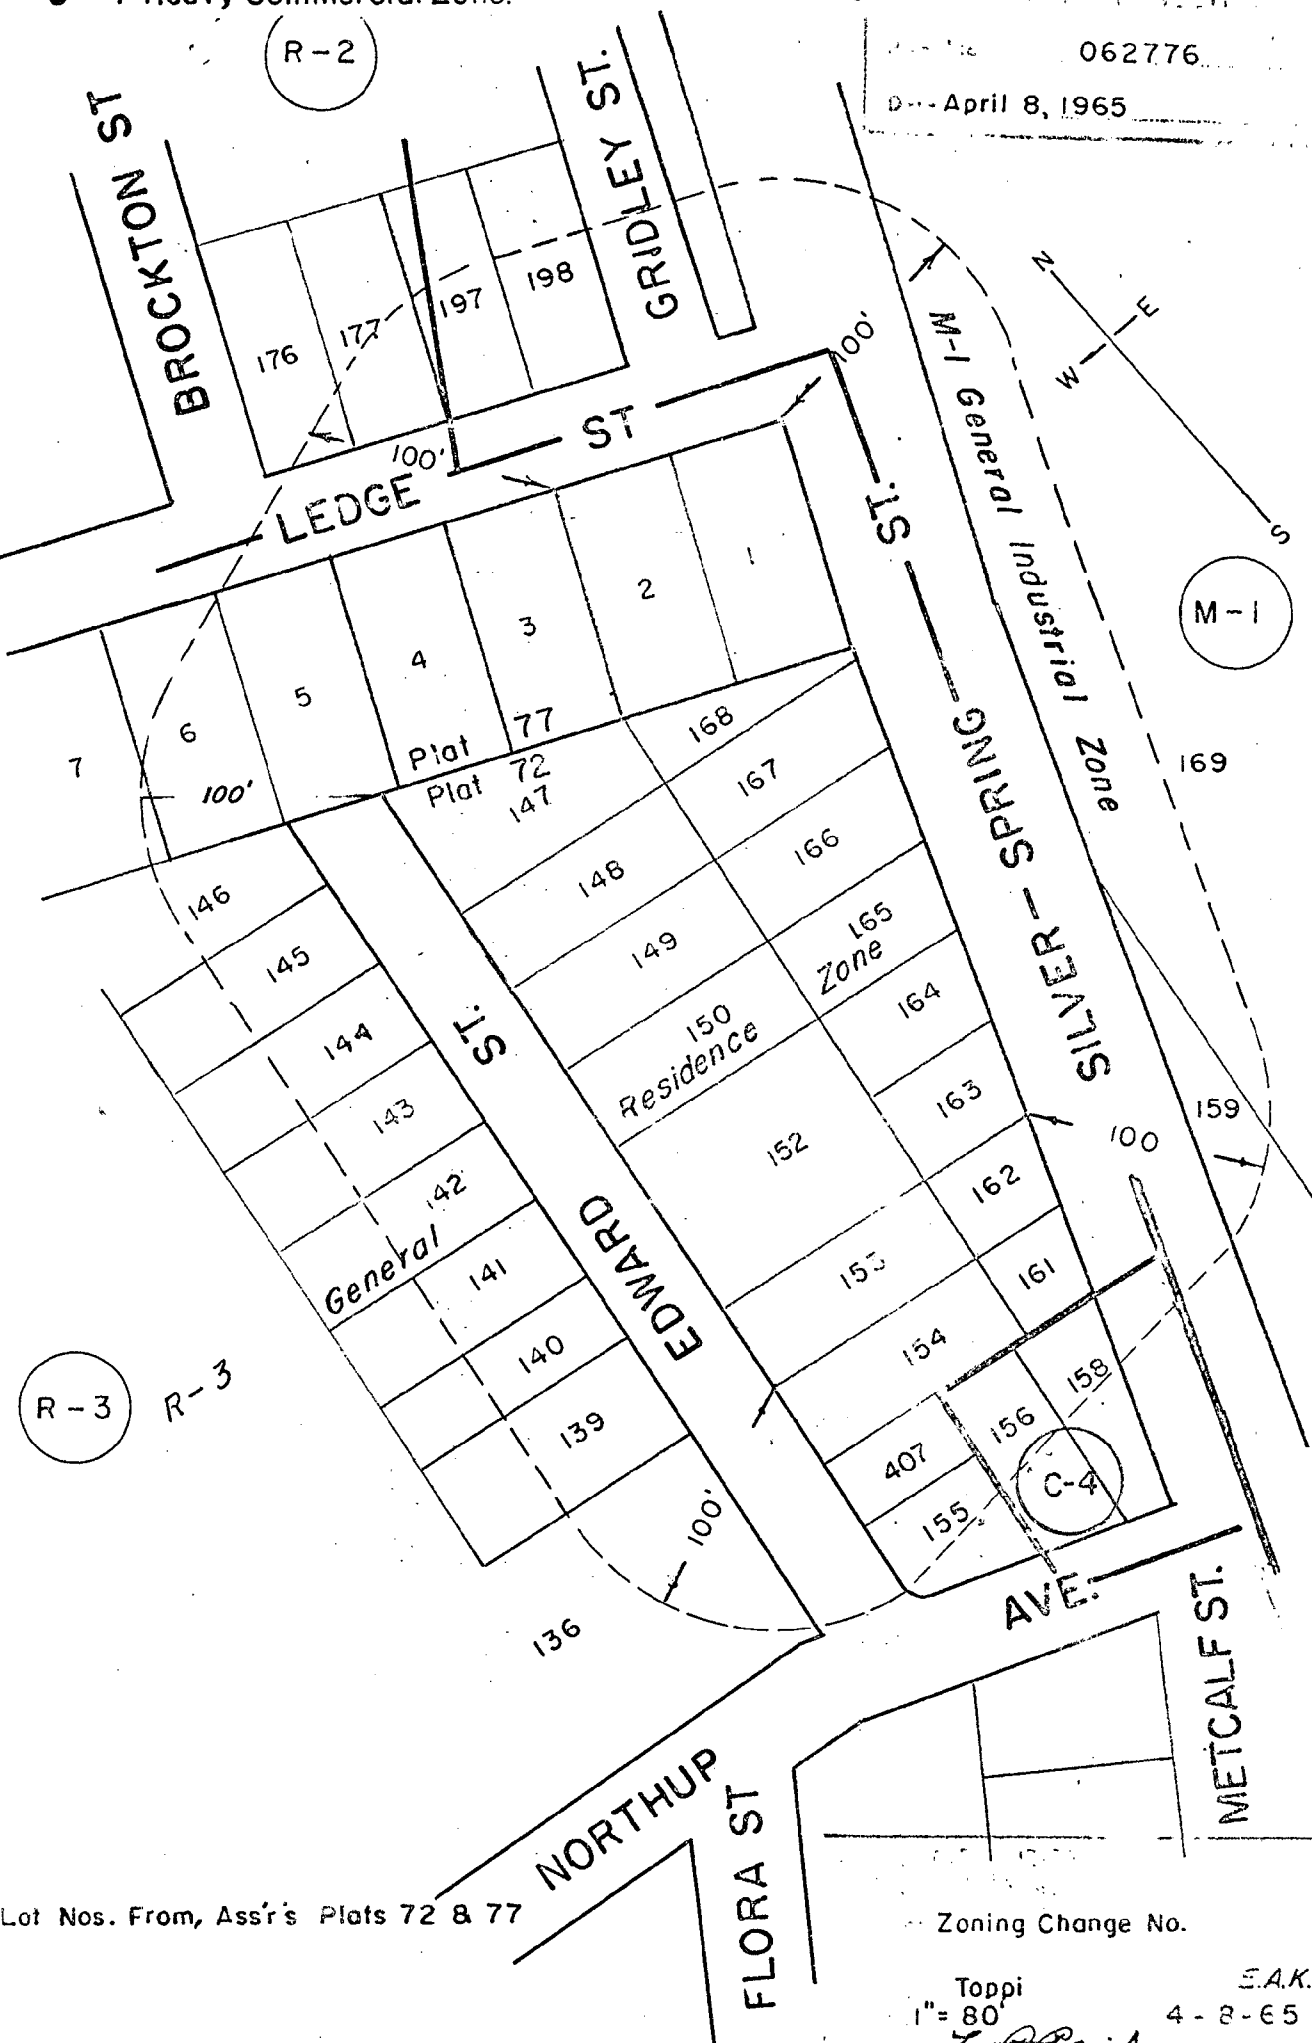 Heavy Commercial Zone.
R-2
062776
April 8, 1965
BROCKTON ST
GRIDLEY ST.
176
177
197
198
N
E
W
S
100'
100'
LEDGE ST
M-1 General Industrial Zone
M-1
1
2
3
4
5
6
7
100'
Plat 77
Plat 72
168
167
166
165
164
163
162
161
158
156
147
148
149
150
152
154
407
155
146
145
144
143
142
141
140
139
136
169
159
100
SILVER-SPRING ST.
EDWARD ST.
General Residence Zone
R-3
R-3
C-4
100'
NORTHUP AVE.
FLORA ST
METCALF ST.
Lot Nos. From, Ass'r's Plats 72 & 77
Zoning Change No.
Toppi
E.A.K.
1"= 80'
4-8-65